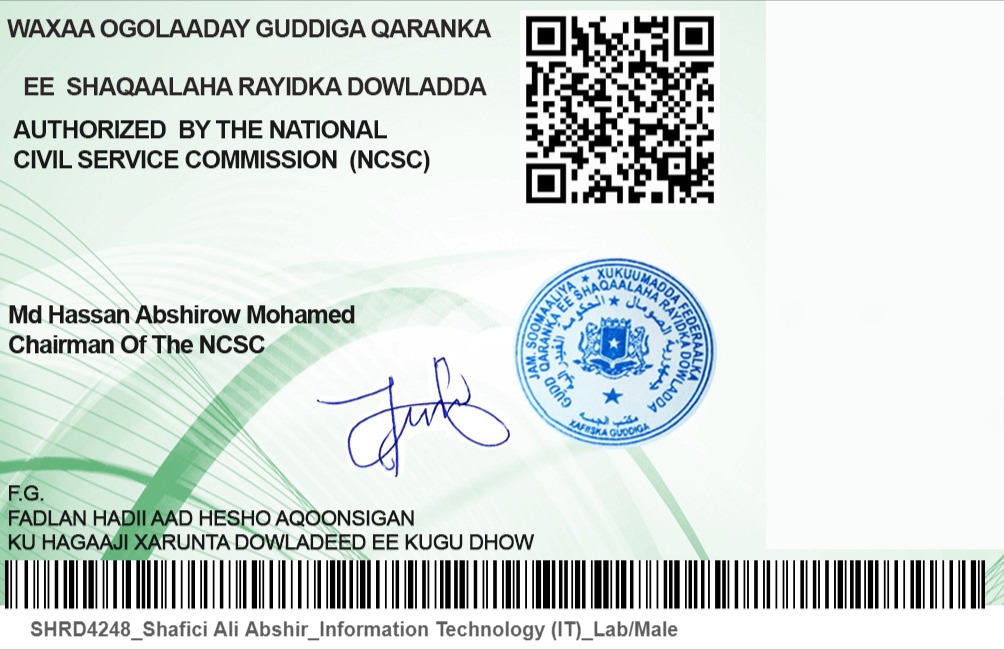 WAXAA OGOLAADAY GUDDIGA QARANKA
EE SHAQAALAHA RAYIDKA DOWLADDA
AUTHORIZED BY THE NATIONAL
CIVIL SERVICE COMMISSION (NCSC)
JAM. SOOMAALIYA ★ XUKUUMADDA FEDERAALKA
QARANKA EE SHAQAALAHA RAYIDKA DOWLADDA
GUDD
XAFIISKA GUDDIGA
Md Hassan Abshirow Mohamed
Chairman Of The NCSC
F.G.
FADLAN HADII AAD HESHO AQOONSIGAN
KU HAGAAJI XARUNTA DOWLADEED EE KUGU DHOW
SHRD4248_Shafici Ali Abshir_Information Technology (IT)_Lab/Male